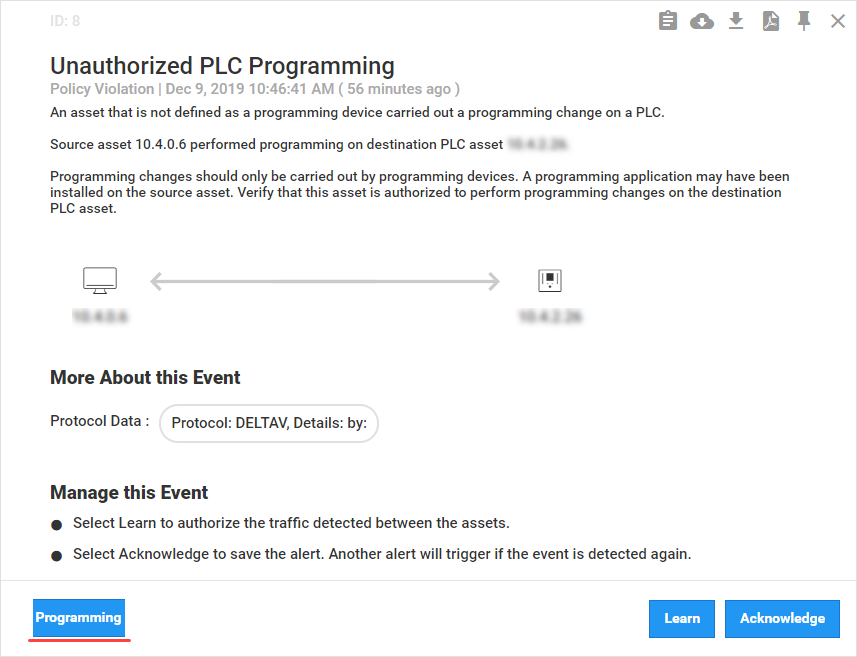 ID: 8
Unauthorized PLC Programming
Policy Violation | Dec 9, 2019 10:46:41 AM ( 56 minutes ago )
An asset that is not defined as a programming device carried out a programming change on a PLC.
Source asset 10.4.0.6 performed programming on destination PLC asset
Programming changes should only be carried out by programming devices. A programming application may have been
installed on the source asset. Verify that this asset is authorized to perform programming changes on the destination
PLC asset.
More About this Event
Protocol Data :
Protocol: DELTAV, Details: by:
Manage this Event
● Select Learn to authorize the traffic detected between the assets.
● Select Acknowledge to save the alert. Another alert will trigger if the event is detected again.
Programming
Learn
Acknowledge